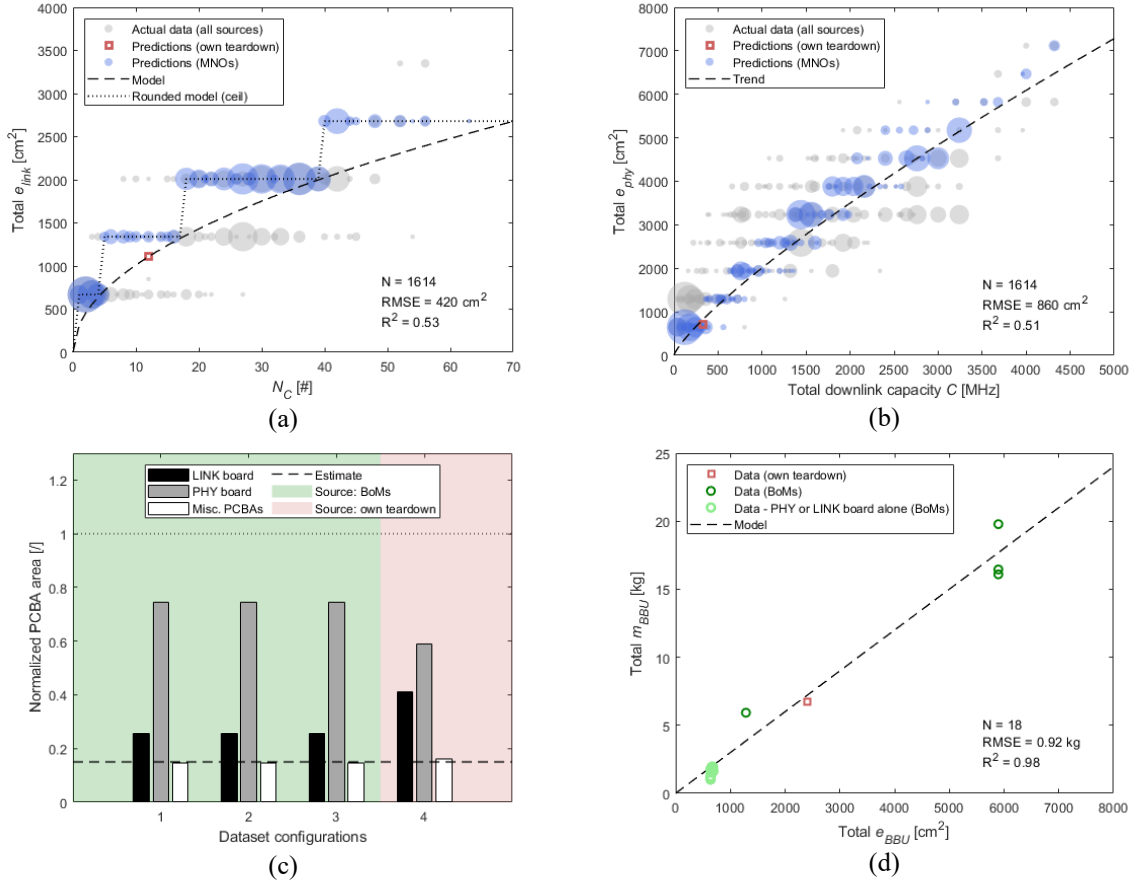 4000
3500
3000
2500
2000
1500
1000
500
0
Total e_link [cm²]
Actual data (all sources)
Predictions (own teardown)
Predictions (MNOs)
Model
Rounded model (ceil)
N = 1614
RMSE = 420 cm²
R² = 0.53
0 10 20 30 40 50 60 70
N_C [#]
(a)
8000
7000
6000
5000
4000
3000
2000
1000
0
Total e_phy [cm²]
Actual data (all sources)
Predictions (own teardown)
Predictions (MNOs)
Trend
N = 1614
RMSE = 860 cm²
R² = 0.51
0 500 1000 1500 2000 2500 3000 3500 4000 4500 5000
Total downlink capacity C [MHz]
(b)
1.2
1
0.8
0.6
0.4
0.2
0
Normalized PCBA area [/]
LINK board
PHY board
Misc. PCBAs
Estimate
Source: BoMs
Source: own teardown
1 2 3 4
Dataset configurations
(c)
25
20
15
10
5
0
Total m_BBU [kg]
Data (own teardown)
Data (BoMs)
Data - PHY or LINK board alone (BoMs)
Model
N = 18
RMSE = 0.92 kg
R² = 0.98
0 1000 2000 3000 4000 5000 6000 7000 8000
Total e_BBU [cm²]
(d)